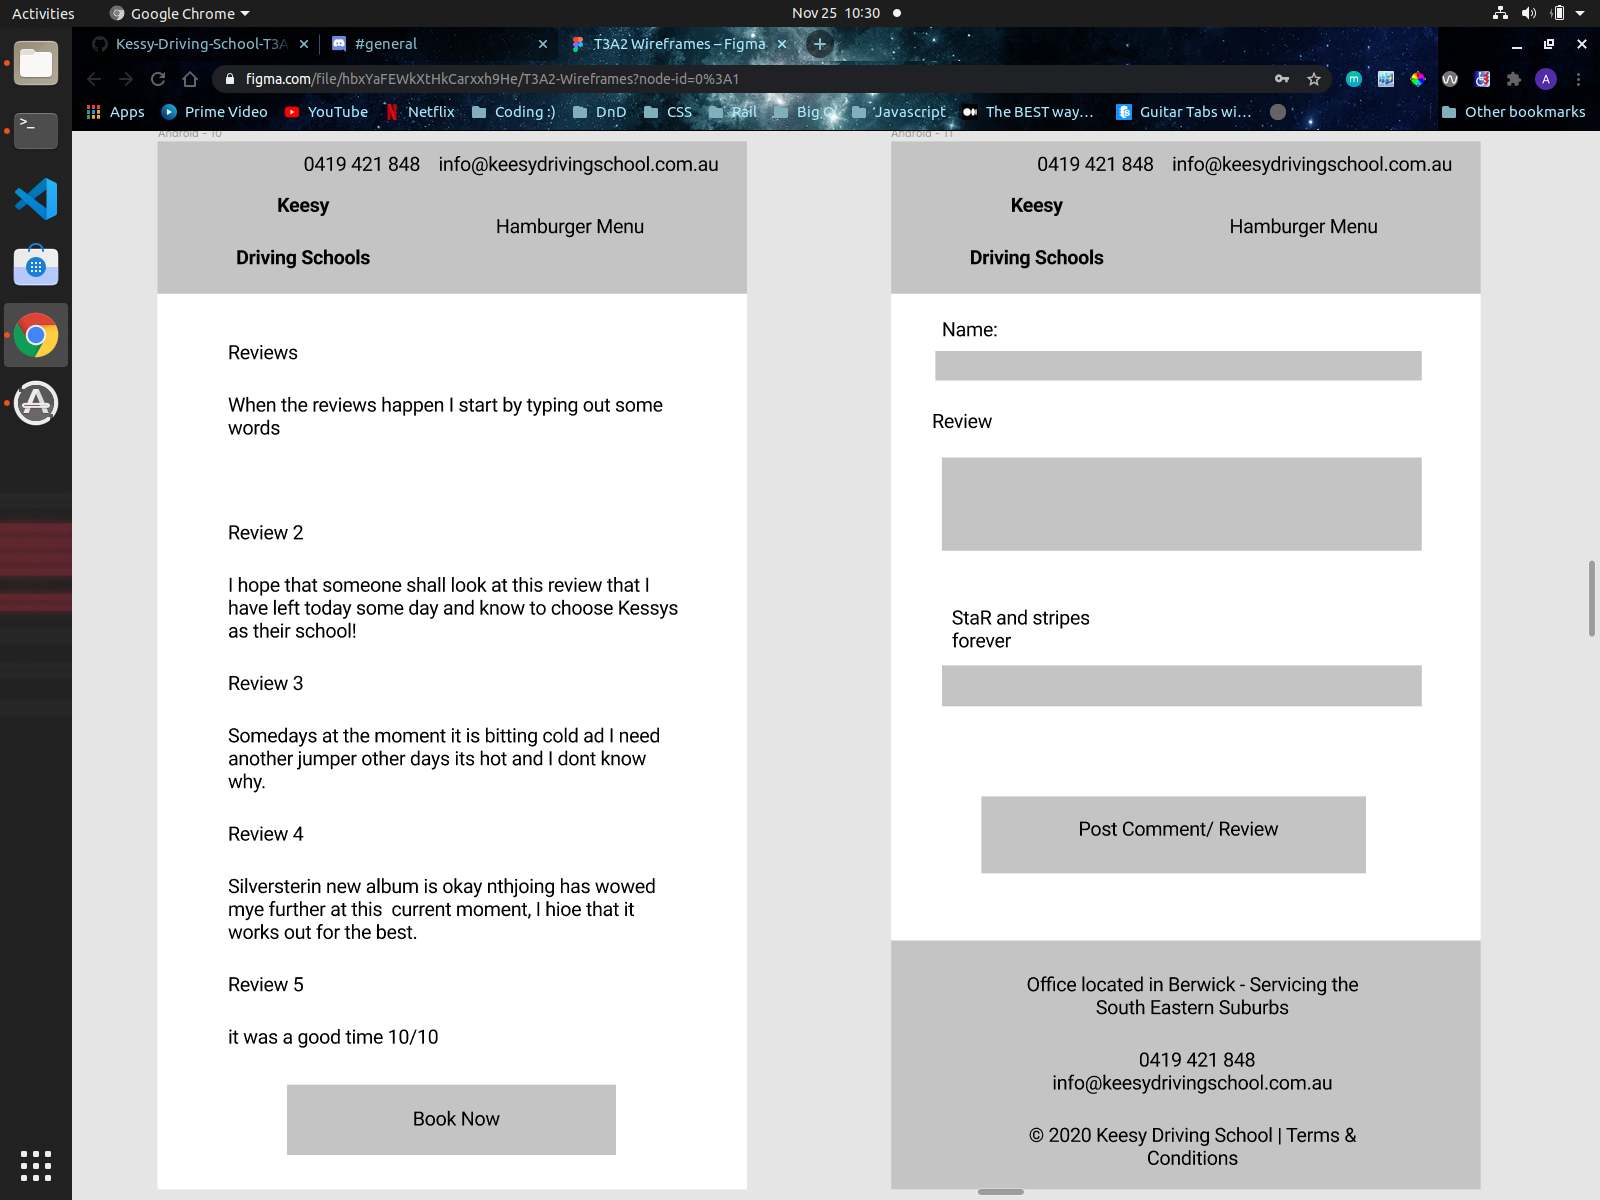 Activities
Google Chrome
Nov 25 10:30
Kessy-Driving-School-T3A
#general
T3A2 Wireframes – Figma
figma.com/file/hbxYaFEWkXtHkCarxxh9He/T3A2-Wireframes?node-id=0%3A1
A
Apps
Prime Video
YouTube
Netflix
Coding :)
DnD
CSS
Rail
Big O
Javascript
The BEST way...
Guitar Tabs wi...
Other bookmarks
Android - 10
0419 421 848 info@keesydrivingschool.com.au
Keesy
Hamburger Menu
Driving Schools
Reviews
When the reviews happen I start by typing out some
words
Review 2
I hope that someone shall look at this review that I
have left today some day and know to choose Kessys
as their school!
Review 3
Somedays at the moment it is bitting cold ad I need
another jumper other days its hot and I dont know
why.
Review 4
Silversterin new album is okay nthjoing has wowed
mye further at this  current moment, I hioe that it
works out for the best.
Review 5
it was a good time 10/10
Book Now
Android - 11
0419 421 848 info@keesydrivingschool.com.au
Keesy
Hamburger Menu
Driving Schools
Name:
Review
StaR and stripes
forever
Post Comment/ Review
Office located in Berwick - Servicing the
South Eastern Suburbs
0419 421 848
info@keesydrivingschool.com.au
© 2020 Keesy Driving School | Terms &
Conditions